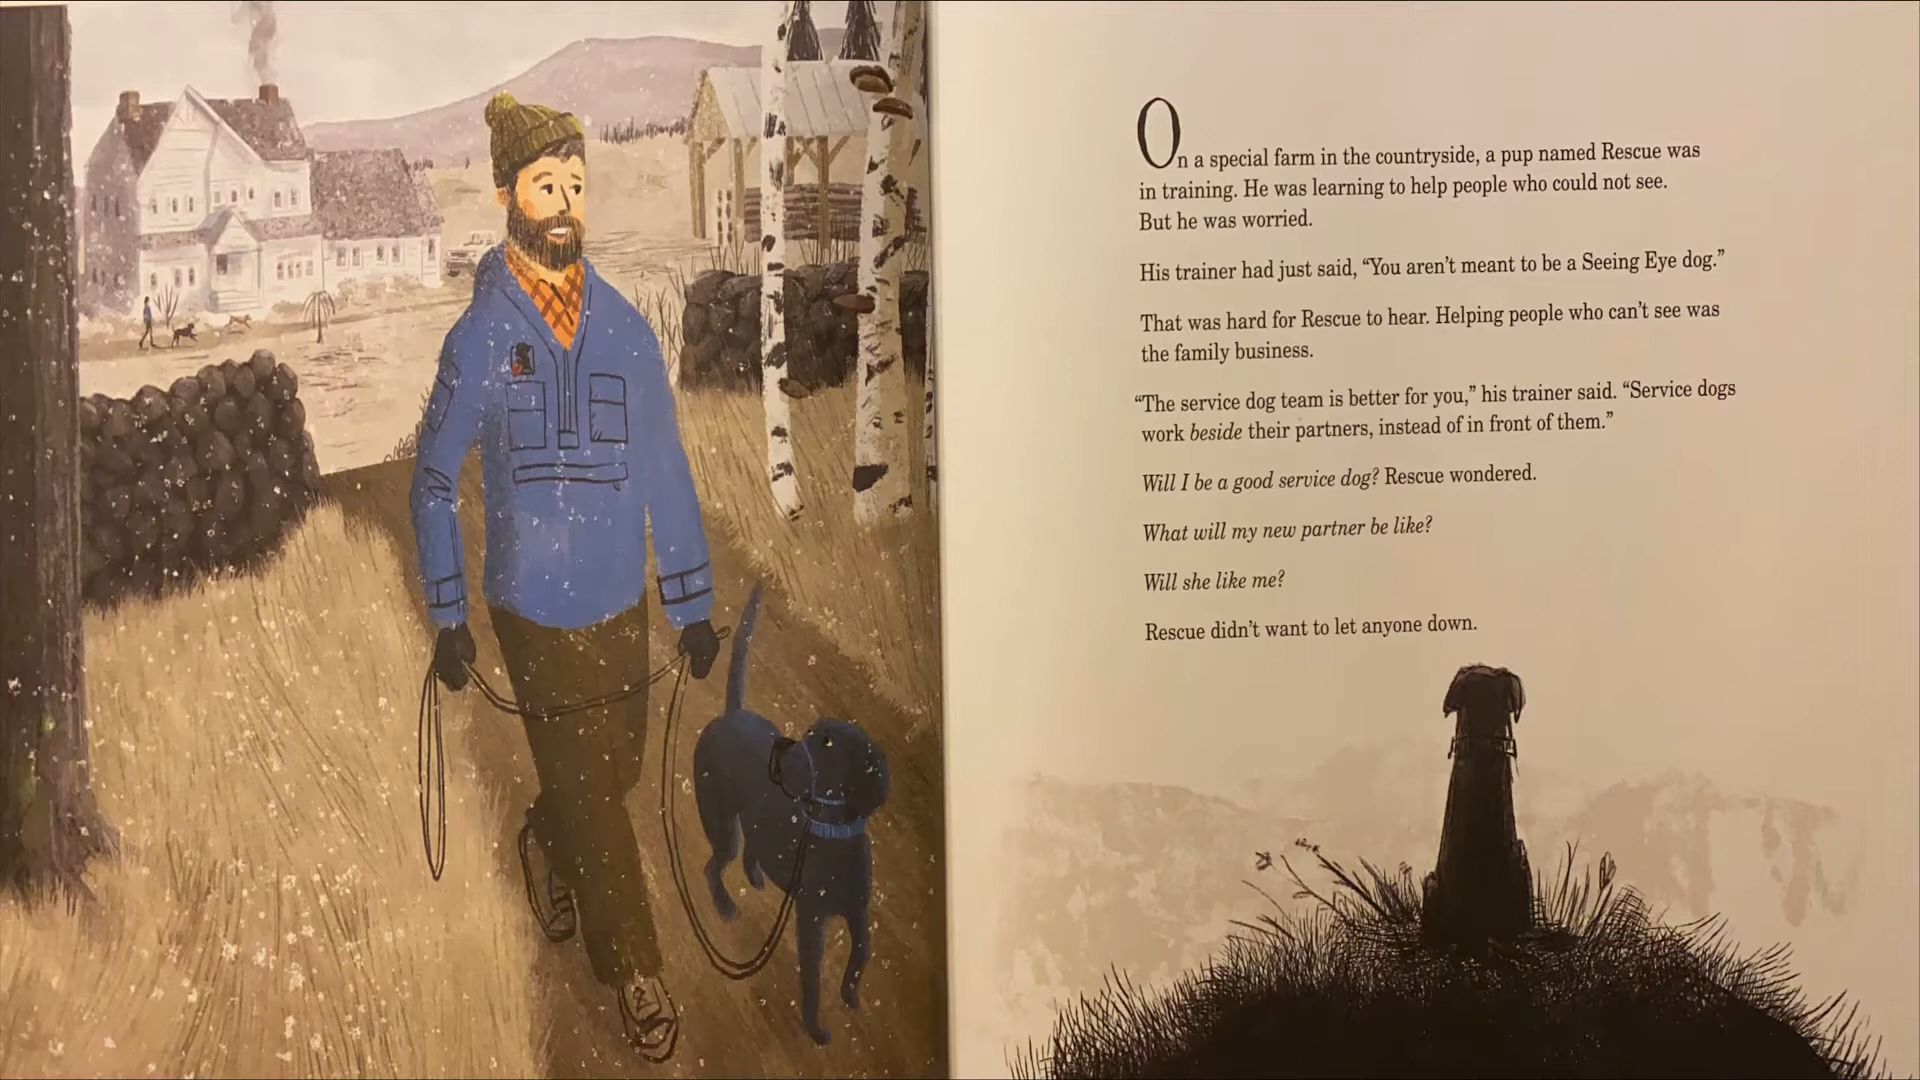 On a special farm in the countryside, a pup named Rescue was
in training. He was learning to help people who could not see.
But he was worried.
His trainer had just said, “You aren’t meant to be a Seeing Eye dog.”
That was hard for Rescue to hear. Helping people who can’t see was
the family business.
“The service dog team is better for you,” his trainer said. “Service dogs
work beside their partners, instead of in front of them.”
Will I be a good service dog? Rescue wondered.
What will my new partner be like?
Will she like me?
Rescue didn’t want to let anyone down.